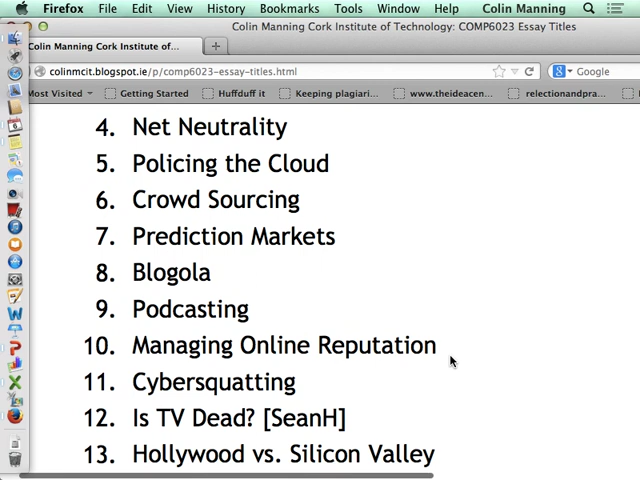 Firefox File Edit View History Bookmarks Tools Window Help Colin Manning
Colin Manning Cork Institute of Technology: COMP6023 Essay Titles
Colin Manning Cork Institute of...
colinmcit.blogspot.ie/p/comp6023-essay-titles.html
Google
Most Visited Getting Started Huffduff it Keeping plagiari... www.theideacen... relectionandpra...
4. Net Neutrality
5. Policing the Cloud
6. Crowd Sourcing
7. Prediction Markets
8. Blogola
9. Podcasting
10. Managing Online Reputation
11. Cybersquatting
12. Is TV Dead? [SeanH]
13. Hollywood vs. Silicon Valley